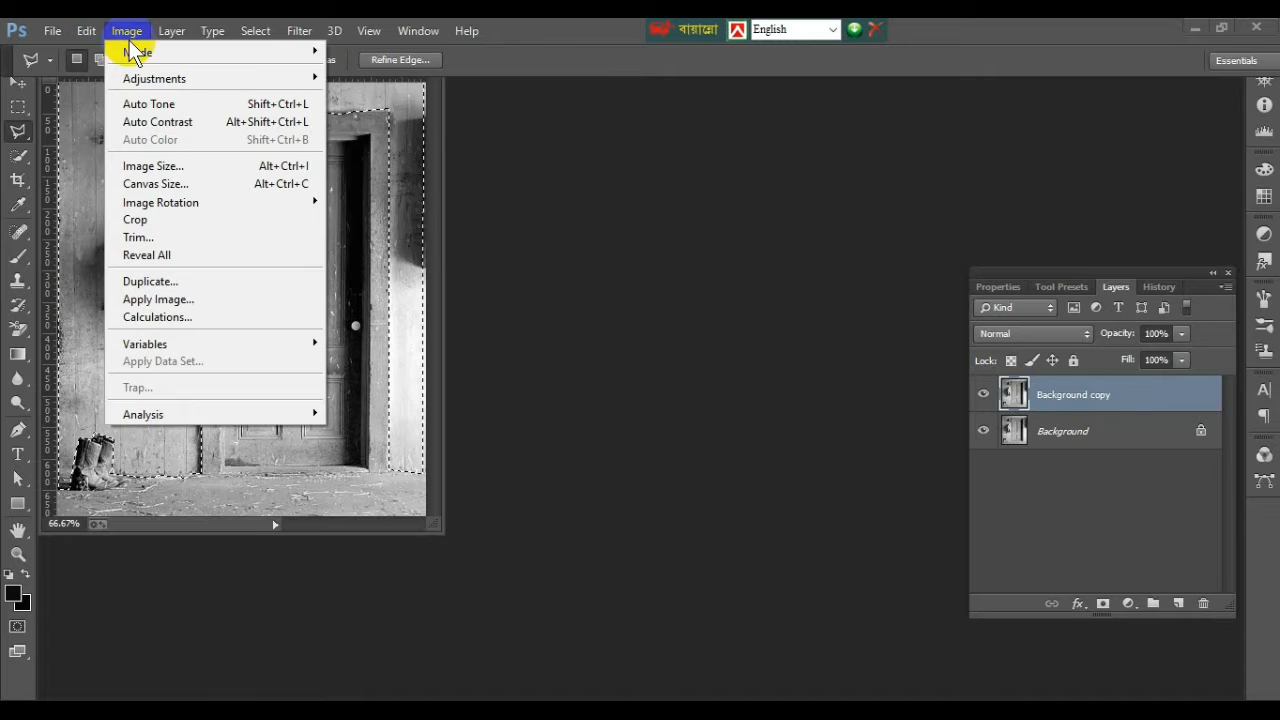 Ps File Edit Image Layer Type Select Filter 3D View Window Help
বায়ান্নো English
Refine Edge... Essentials
Adjustments
Auto Tone Shift+Ctrl+L
Auto Contrast Alt+Shift+Ctrl+L
Auto Color Shift+Ctrl+B
Image Size... Alt+Ctrl+I
Canvas Size... Alt+Ctrl+C
Image Rotation
Crop
Trim...
Reveal All
Duplicate...
Apply Image...
Calculations...
Variables
Apply Data Set...
Trap...
Analysis
66.67%
Properties Tool Presets Layers History
Kind
Normal Opacity: 100%
Lock: Fill: 100%
Background copy
Background